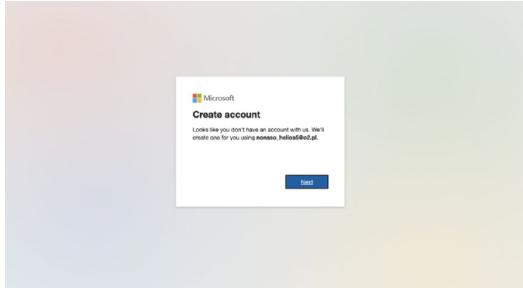 Microsoft
Create account
Looks like you don't have an account with us. We'll
create one for you using nonaso_helios5@o2.pl.
Next